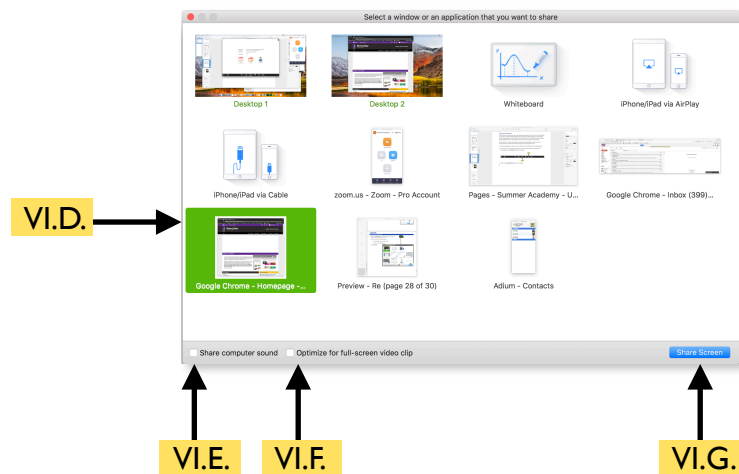 Select a window or an application that you want to share
Desktop 1
Desktop 2
Whiteboard
iPhone/iPad via AirPlay
iPhone/iPad via Cable
zoom.us - Zoom - Pro Account
Pages - Summer Academy - U...
Google Chrome - Inbox (399)...
VI.D.
Google Chrome - Homepage -...
Preview - Re (page 28 of 30)
Adium - Contacts
Share computer sound
Optimize for full-screen video clip
Share Screen
VI.E.
VI.F.
VI.G.